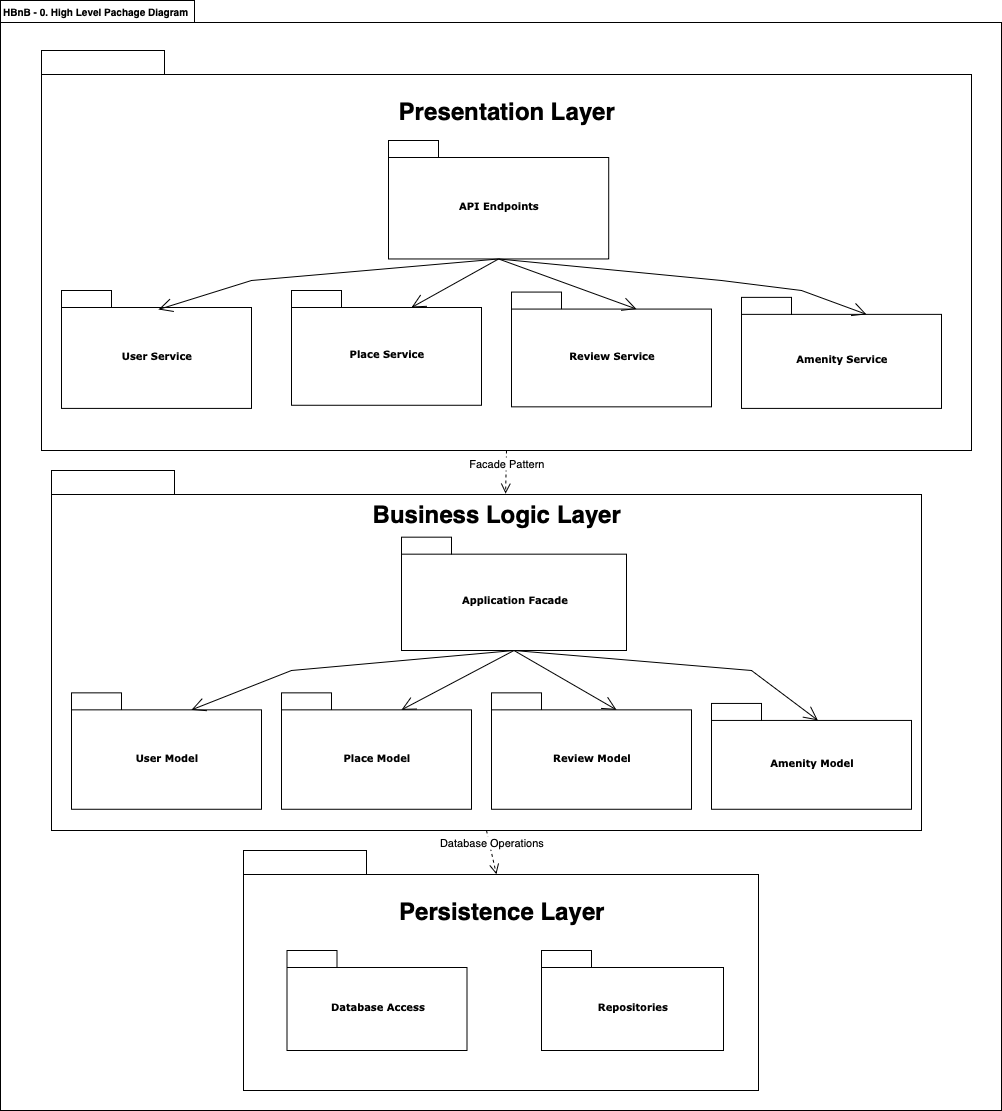 HBnB - 0. High Level Pachage Diagram
Presentation Layer
API Endpoints
User Service
Place Service
Review Service
Amenity Service
Facade Pattern
Business Logic Layer
Application Facade
User Model
Place Model
Review Model
Amenity Model
Database Operations
Persistence Layer
Database Access
Repositories